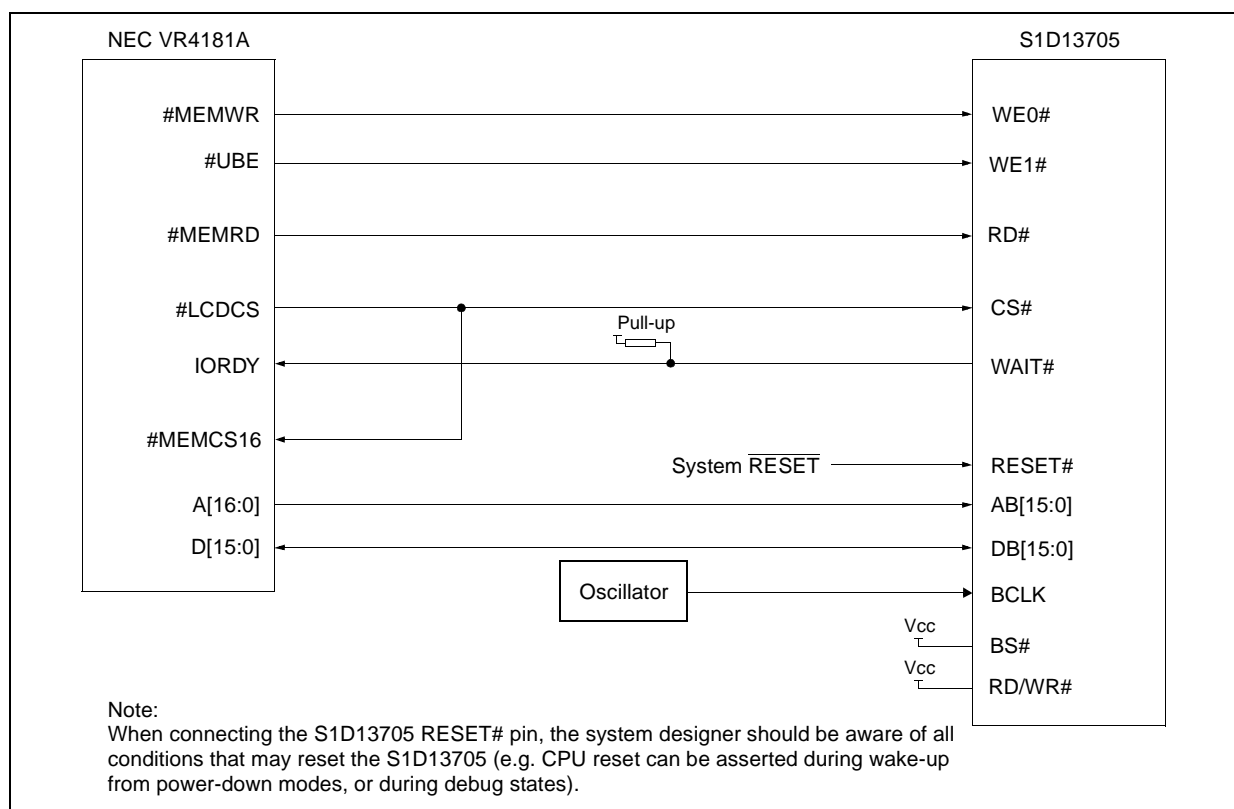 NEC VR4181A
S1D13705
#MEMWR
WE0#
#UBE
WE1#
#MEMRD
RD#
#LCDCS
CS#
Pull-up
IORDY
WAIT#
#MEMCS16
System RESET
RESET#
A[16:0]
AB[15:0]
D[15:0]
DB[15:0]
Oscillator
BCLK
Vcc
BS#
Vcc
RD/WR#
Note:
When connecting the S1D13705 RESET# pin, the system designer should be aware of all
conditions that may reset the S1D13705 (e.g. CPU reset can be asserted during wake-up
from power-down modes, or during debug states).